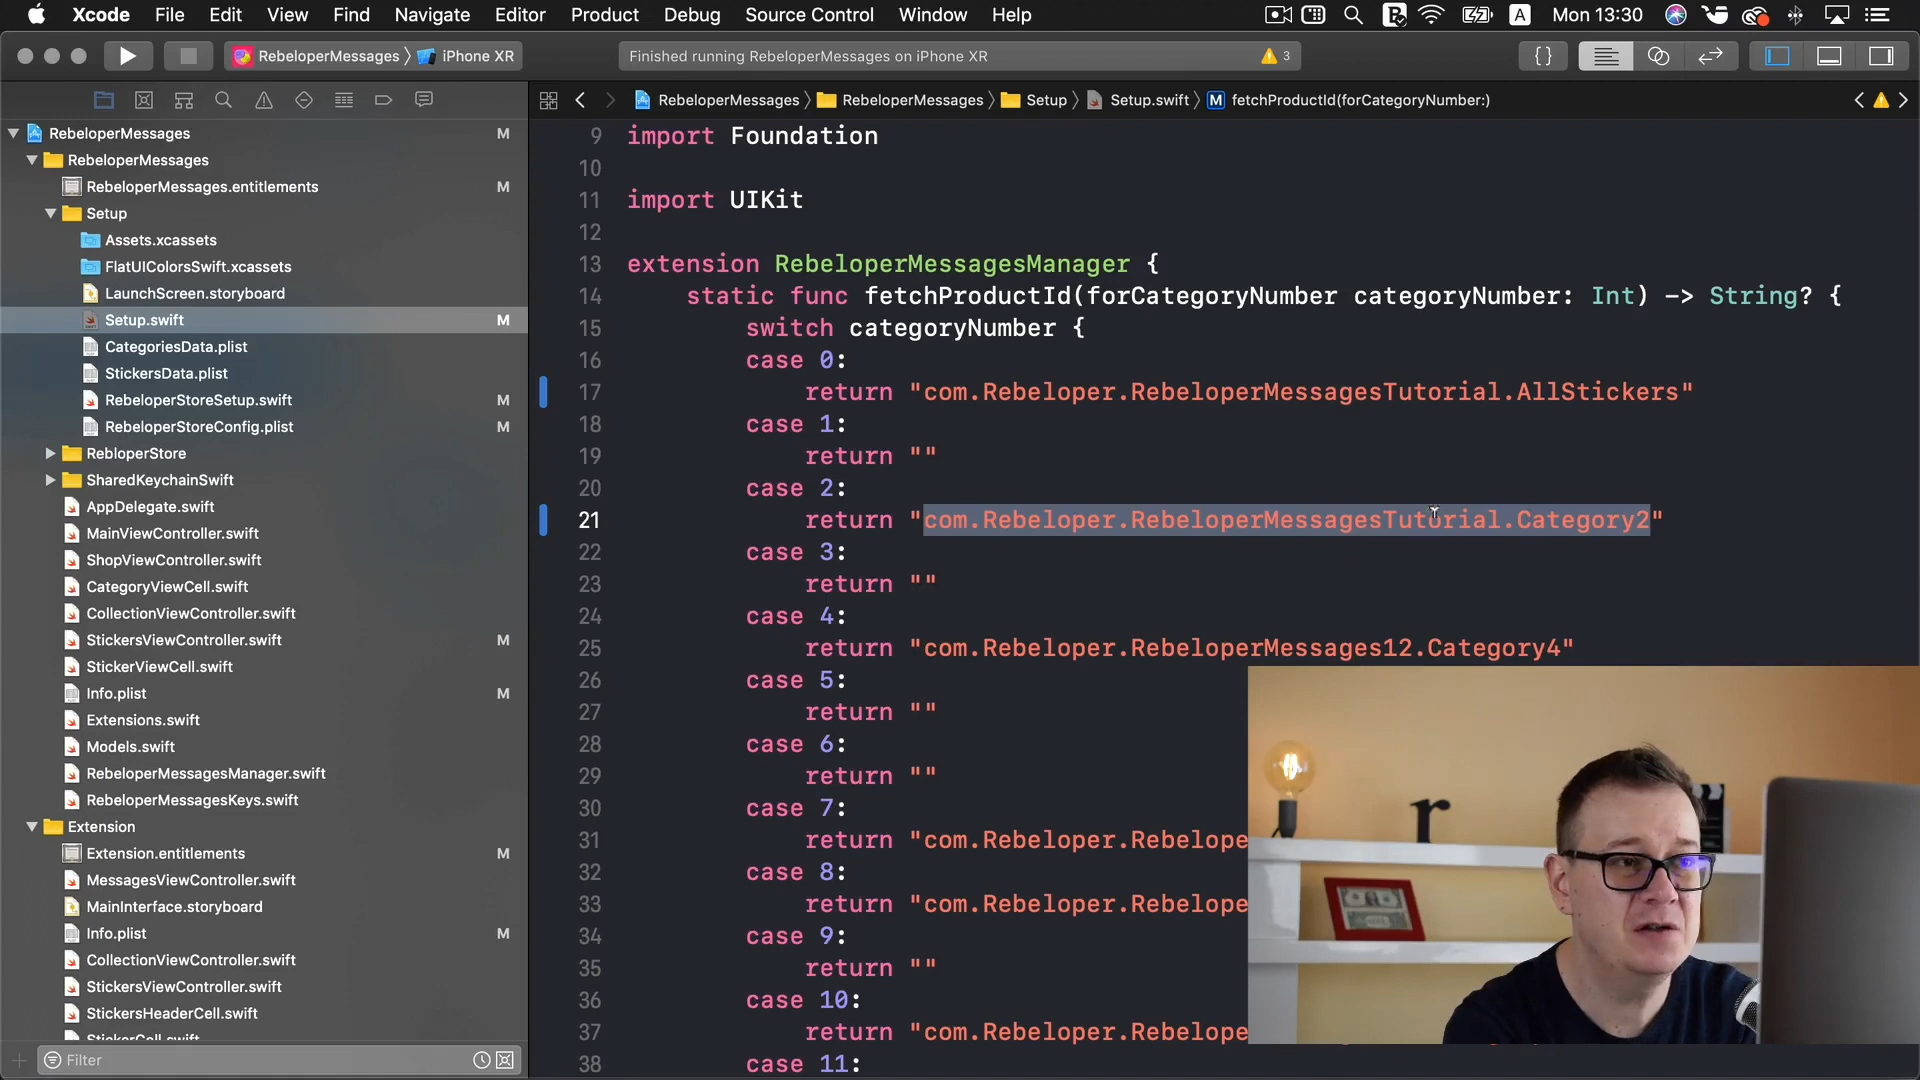 Xcode File Edit View Find Navigate Editor Product Debug Source Control Window Help A Mon 13:30
RebeloperMessages iPhone XR Finished running RebeloperMessages on iPhone XR 3 {}
RebeloperMessages RebeloperMessages Setup Setup.swift M fetchProductId(forCategoryNumber:)
RebeloperMessages M
RebeloperMessages
RebeloperMessages.entitlements M
Setup
Assets.xcassets
FlatUIColorsSwift.xcassets
LaunchScreen.storyboard
Setup.swift M
CategoriesData.plist
StickersData.plist
RebeloperStoreSetup.swift M
RebeloperStoreConfig.plist M
RebloperStore
SharedKeychainSwift
AppDelegate.swift
MainViewController.swift
ShopViewController.swift
CategoryViewCell.swift
CollectionViewController.swift
StickersViewController.swift M
StickerViewCell.swift
Info.plist M
Extensions.swift
Models.swift
RebeloperMessagesManager.swift
RebeloperMessagesKeys.swift
Extension
Extension.entitlements M
MessagesViewController.swift
MainInterface.storyboard
Info.plist M
CollectionViewController.swift
StickersViewController.swift
StickersHeaderCell.swift
StickerCell.swift
Filter
9 import Foundation
10
11 import UIKit
12
13 extension RebeloperMessagesManager {
14 static func fetchProductId(forCategoryNumber categoryNumber: Int) -> String? {
15 switch categoryNumber {
16 case 0:
17 return "com.Rebeloper.RebeloperMessagesTutorial.AllStickers"
18 case 1:
19 return ""
20 case 2:
21 return "com.Rebeloper.RebeloperMessagesTutorial.Category2"
22 case 3:
23 return ""
24 case 4:
25 return "com.Rebeloper.RebeloperMessages12.Category4"
26 case 5:
27 return ""
28 case 6:
29 return ""
30 case 7:
31 return "com.Rebeloper.Rebelope
32 case 8:
33 return "com.Rebeloper.Rebelope
34 case 9:
35 return ""
36 case 10:
37 return "com.Rebeloper.Rebelope
38 case 11:
r